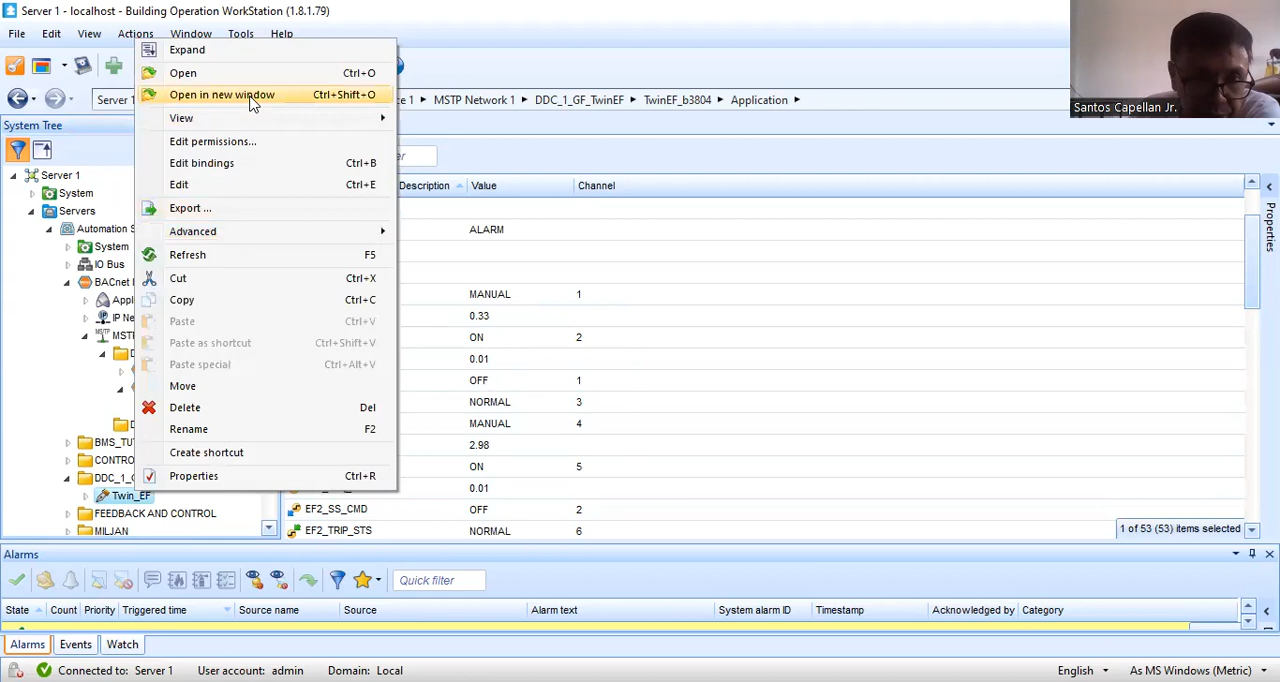 Server 1 - localhost - Building Operation WorkStation (1.8.1.79)
File Edit View Actions Window Tools Help
Santos Capellan Jr.
Server 1 MSTP Network 1 DDC_1_GF_TwinEF TwinEF_b3804 Application
System Tree
Expand
Open Ctrl+O
Open in new window Ctrl+Shift+O
View
Edit permissions...
Edit bindings Ctrl+B
Edit Ctrl+E
Export ...
Advanced
Refresh F5
Cut Ctrl+X
Copy Ctrl+C
Paste Ctrl+V
Paste as shortcut Ctrl+Shift+V
Paste special Ctrl+Alt+V
Move
Delete Del
Rename F2
Create shortcut
Properties Ctrl+R
Server 1
System
Servers
Automation S
System
IO Bus
BACnet
Appl
IP Ne
MST
D
D
BMS_TU
CONTRO
DDC_1_G
Twin_EF
FEEDBACK AND CONTROL
MILJAN
Description Value Channel
ALARM
MANUAL 1
0.33
ON 2
0.01
OFF 1
NORMAL 3
MANUAL 4
2.98
ON 5
0.01
EF2_SS_CMD OFF 2
EF2_TRIP_STS NORMAL 6
1 of 53 (53) items selected
Properties
Alarms
Quick filter
State Count Priority Triggered time Source name Source Alarm text System alarm ID Timestamp Acknowledged by Category
Alarms Events Watch
Connected to: Server 1 User account: admin Domain: Local English As MS Windows (Metric)